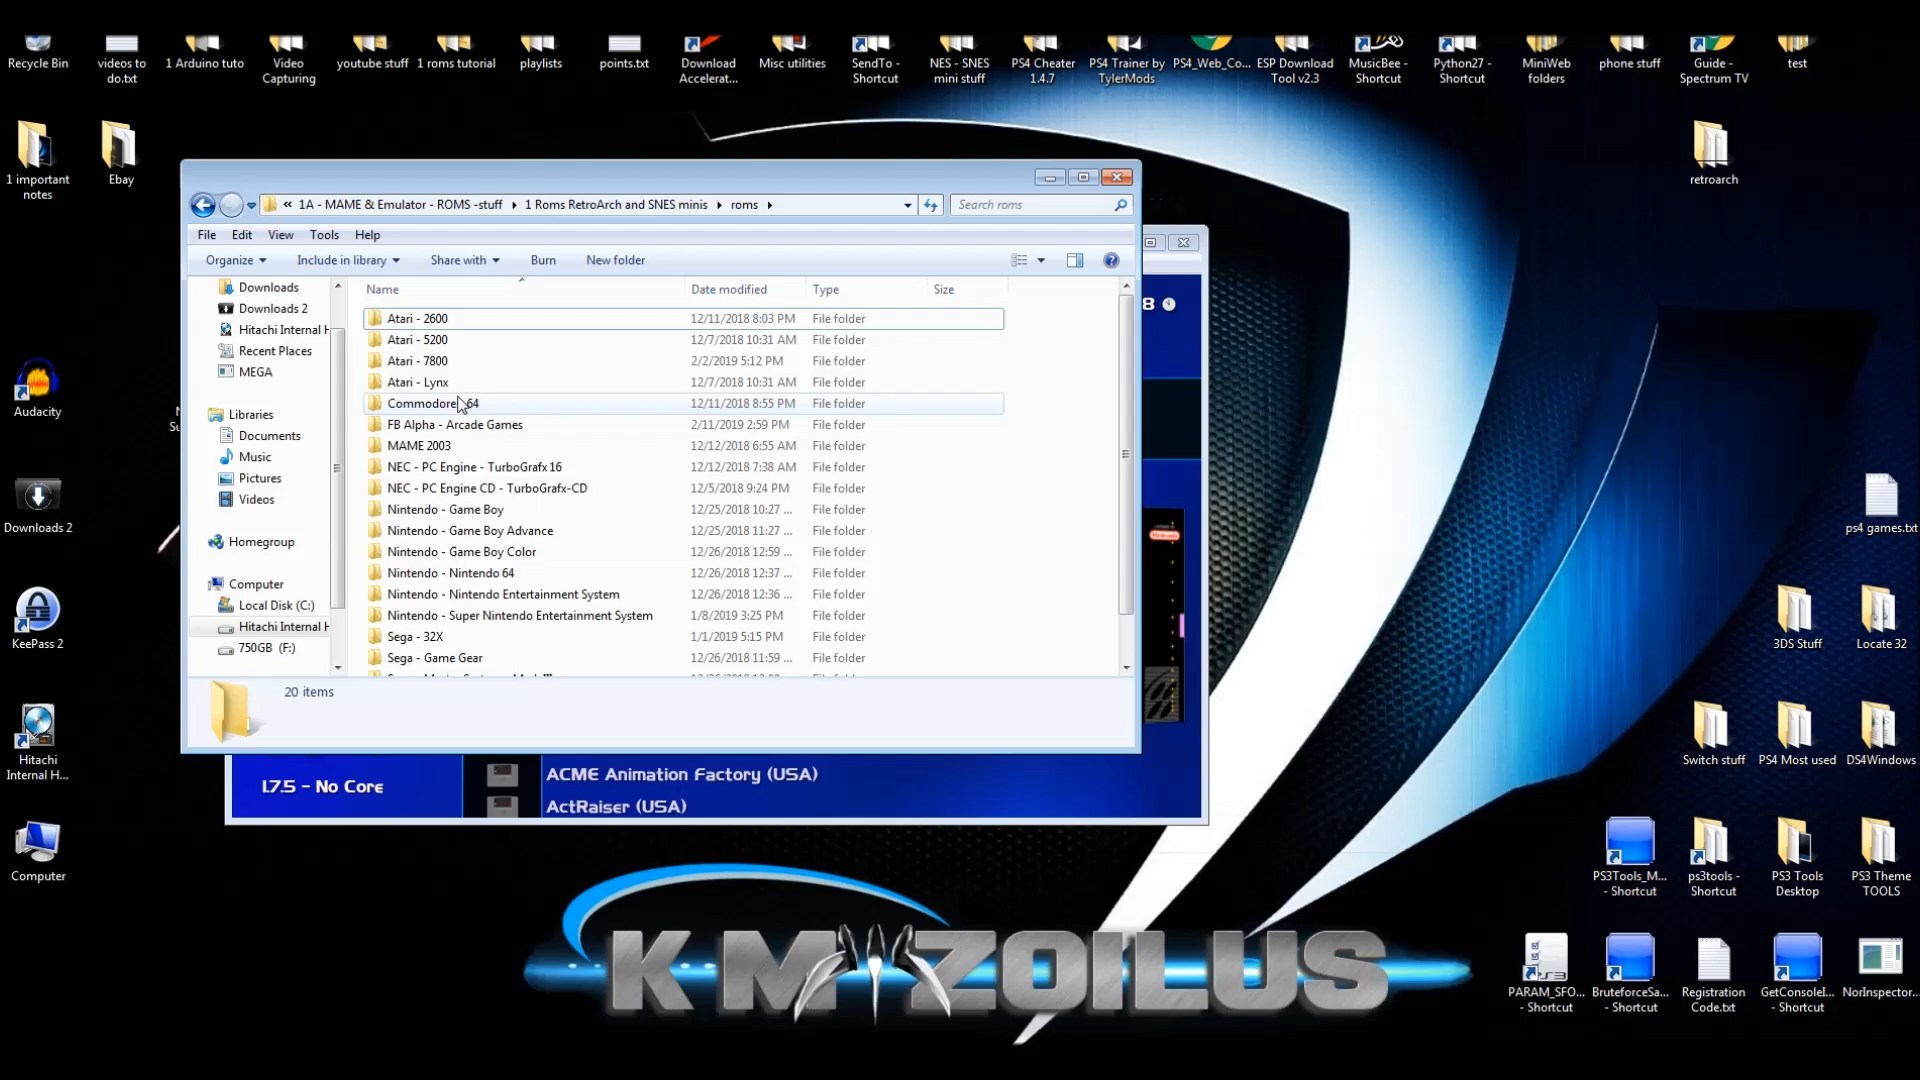 Recycle Bin
videos to do.txt
1 Arduino tuto
Video Capturing
youtube stuff
1 roms tutorial
playlists
points.txt
Download Accelerat...
Misc utilities
SendTo - Shortcut
NES - SNES mini stuff
PS4 Cheater 1.4.7
PS4 Trainer by TylerMods
PS4_Web_Co...
ESP Download Tool v2.3
MusicBee - Shortcut
Python27 - Shortcut
MiniWeb folders
phone stuff
Guide - Spectrum TV
test
1 important notes
Ebay
retroarch
« 1A - MAME & Emulator - ROMS -stuff
1 Roms RetroArch and SNES minis
roms
Search roms
File Edit View Tools Help
Organize
Include in library
Share with
Burn
New folder
Downloads
Downloads 2
Hitachi Internal H
Recent Places
MEGA
Libraries
Documents
Music
Pictures
Videos
Homegroup
Computer
Local Disk (C:)
Hitachi Internal H
750GB (F:)
Name Date modified Type Size
Atari - 2600 12/11/2018 8:03 PM File folder
Atari - 5200 12/7/2018 10:31 AM File folder
Atari - 7800 2/2/2019 5:12 PM File folder
Atari - Lynx 12/7/2018 10:31 AM File folder
Commodore 64 12/11/2018 8:55 PM File folder
FB Alpha - Arcade Games 2/11/2019 2:59 PM File folder
MAME 2003 12/12/2018 6:55 AM File folder
NEC - PC Engine - TurboGrafx 16 12/12/2018 7:38 AM File folder
NEC - PC Engine CD - TurboGrafx-CD 12/5/2018 9:24 PM File folder
Nintendo - Game Boy 12/25/2018 10:27 ... File folder
Nintendo - Game Boy Advance 12/25/2018 11:27 ... File folder
Nintendo - Game Boy Color 12/26/2018 12:59 ... File folder
Nintendo - Nintendo 64 12/26/2018 12:37 ... File folder
Nintendo - Nintendo Entertainment System 12/26/2018 12:36 ... File folder
Nintendo - Super Nintendo Entertainment System 1/8/2019 3:25 PM File folder
Sega - 32X 1/1/2019 5:15 PM File folder
Sega - Game Gear 12/26/2018 11:59 ... File folder
20 items
8
1.7.5 - No Core
ACME Animation Factory (USA)
ActRaiser (USA)
Audacity
Downloads 2
KeePass 2
Hitachi Internal H...
Computer
ps4 games.txt
3DS Stuff
Locate 32
Switch stuff
PS4 Most used
DS4Windows
PS3Tools_M... - Shortcut
ps3tools - Shortcut
PS3 Tools Desktop
PS3 Theme TOOLS
PARAM_SFO... - Shortcut
BruteforceSa... - Shortcut
Registration Code.txt
GetConsoleI... - Shortcut
NorInspector...
KM ZOILUS